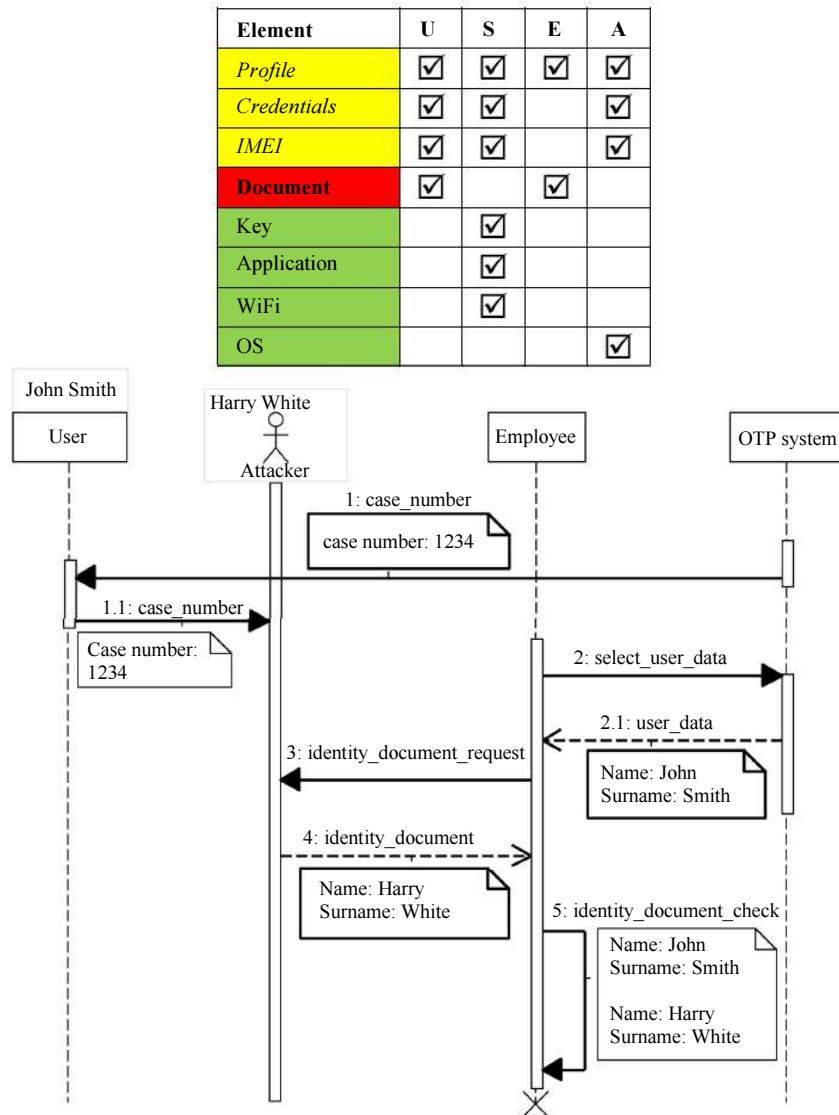 Element U S E A
Profile ☑ ☑ ☑ ☑
Credentials ☑ ☑ ☑
IMEI ☑ ☑ ☑
Document ☑ ☑
Key ☑
Application ☑
WiFi ☑
OS ☑
John Smith
User
Harry White
Attacker
Employee
OTP system
1: case_number
case number: 1234
1.1: case_number
Case number:
1234
2: select_user_data
2.1: user_data
Name: John
Surname: Smith
3: identity_document_request
4: identity_document
Name: Harry
Surname: White
5: identity_document_check
Name: John
Surname: Smith
Name: Harry
Surname: White